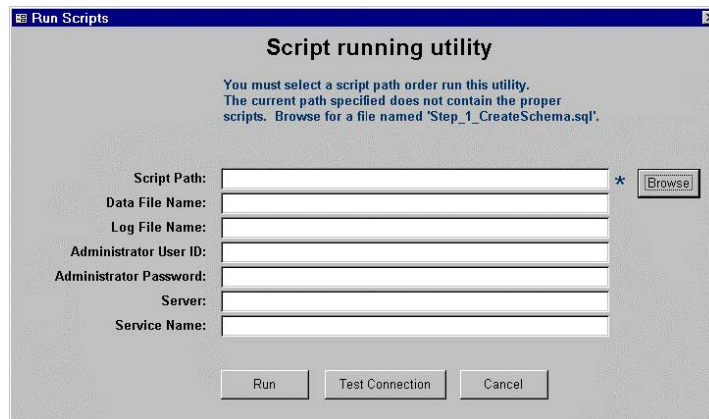 Run Scripts
Script running utility
You must select a script path order run this utility.
The current path specified does not contain the proper
scripts. Browse for a file named 'Step_1_CreateSchema.sql'.
Script Path: * Browse
Data File Name:
Log File Name:
Administrator User ID:
Administrator Password:
Server:
Service Name:
Run Test Connection Cancel